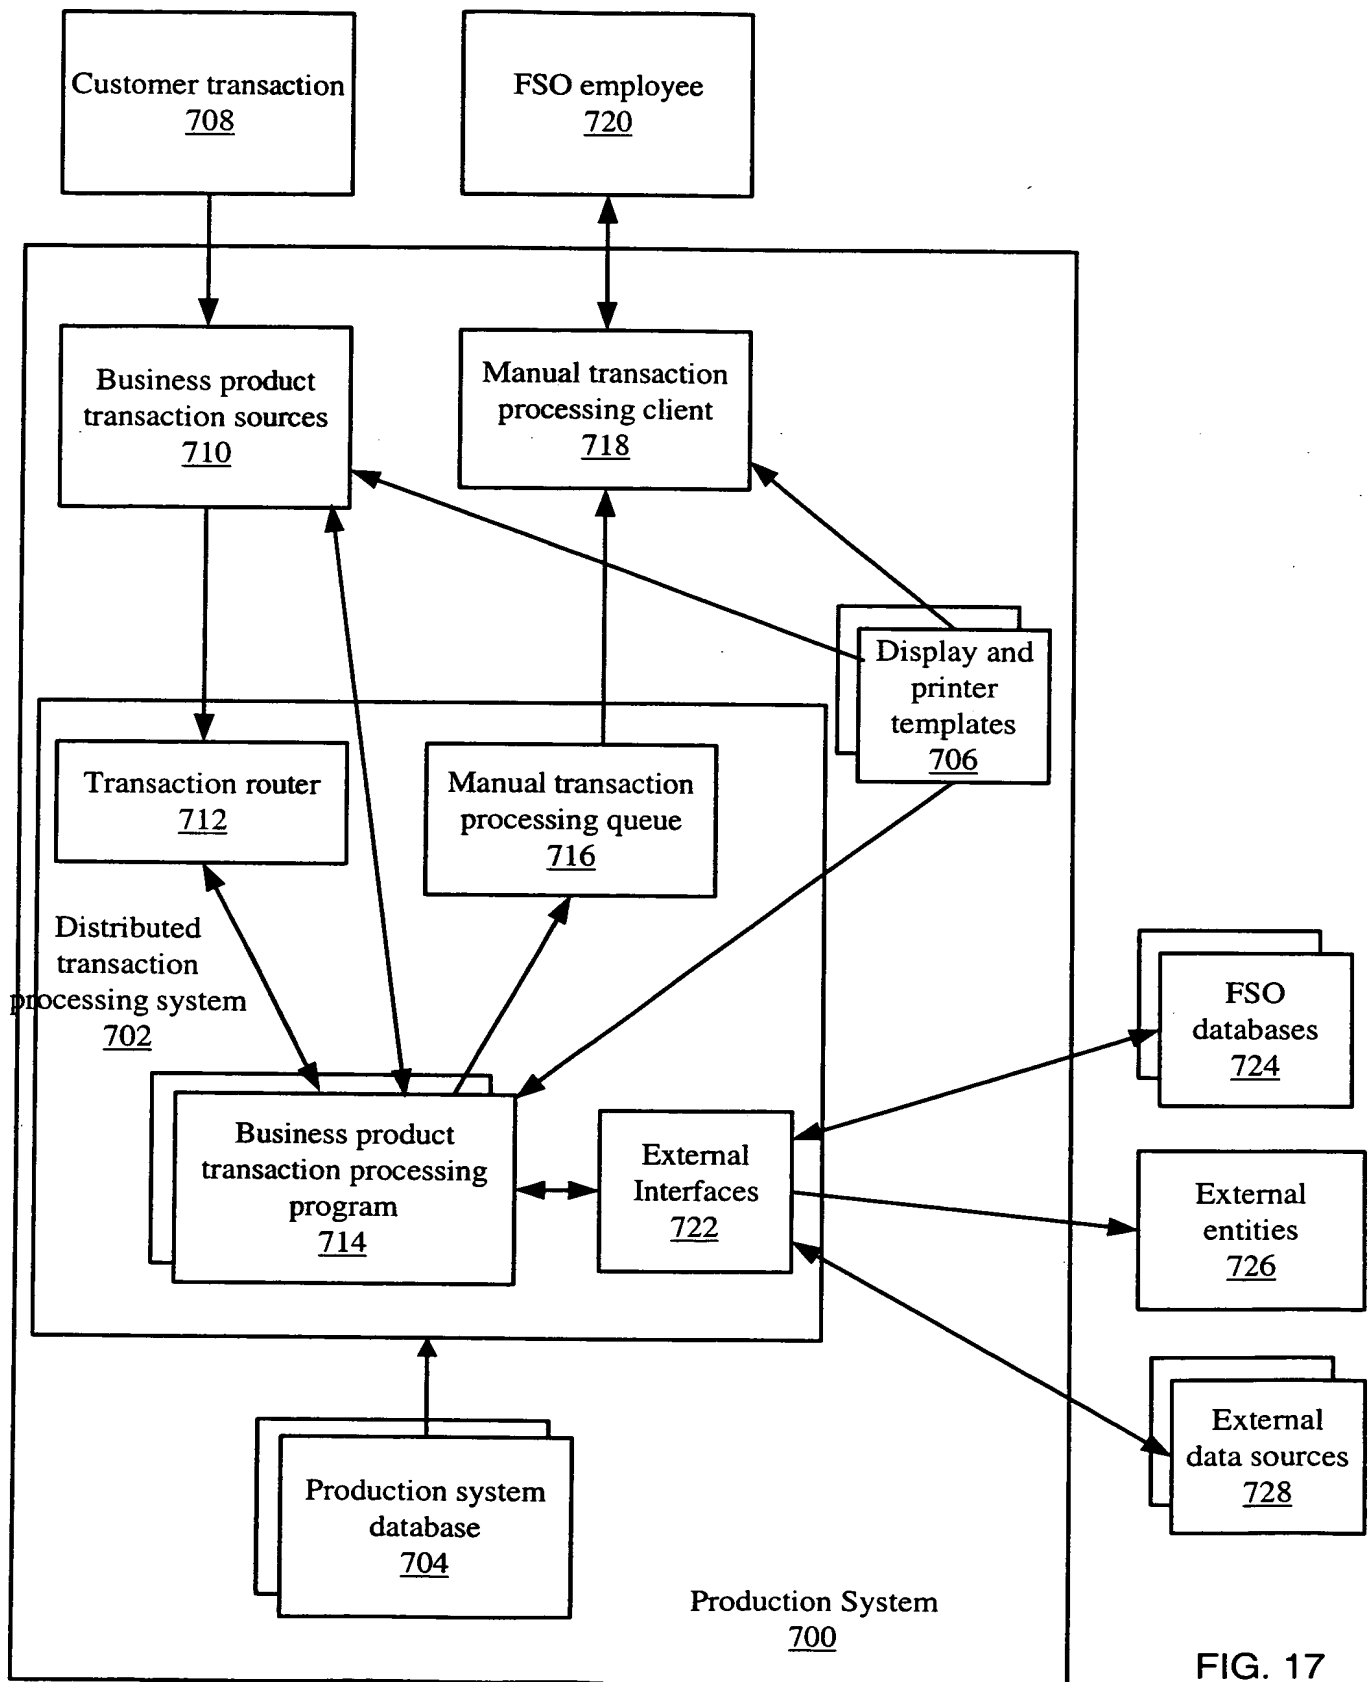 Customer transaction
708
FSO employee
720
Business product
transaction sources
710
Manual transaction
processing client
718
Display and
printer
templates
706
Transaction router
712
Manual transaction
processing queue
716
Distributed
transaction
processing system
702
FSO
databases
724
Business product
transaction processing
program
714
External
Interfaces
722
External
entities
726
External
data sources
728
Production system
database
704
Production System
700
FIG. 17